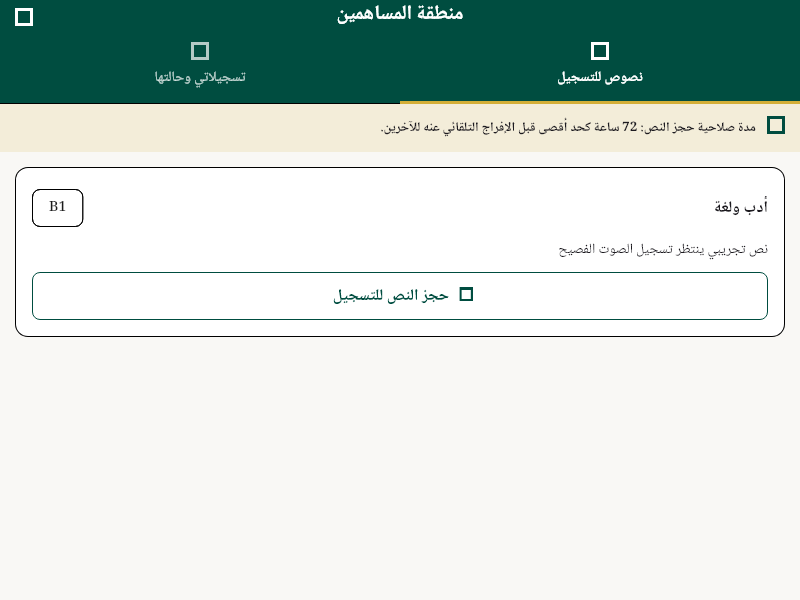 منطقة المساهمين
نصوص للتسجيل
تسجيلاتي وحالتها
مدة صلاحية حجز النص: 72 ساعة كحد أقصى قبل الإفراج التلقائي عنه للآخرين.
أدب ولغة
B1
نص تجريبي ينتظر تسجيل الصوت الفصيح
حجز النص للتسجيل